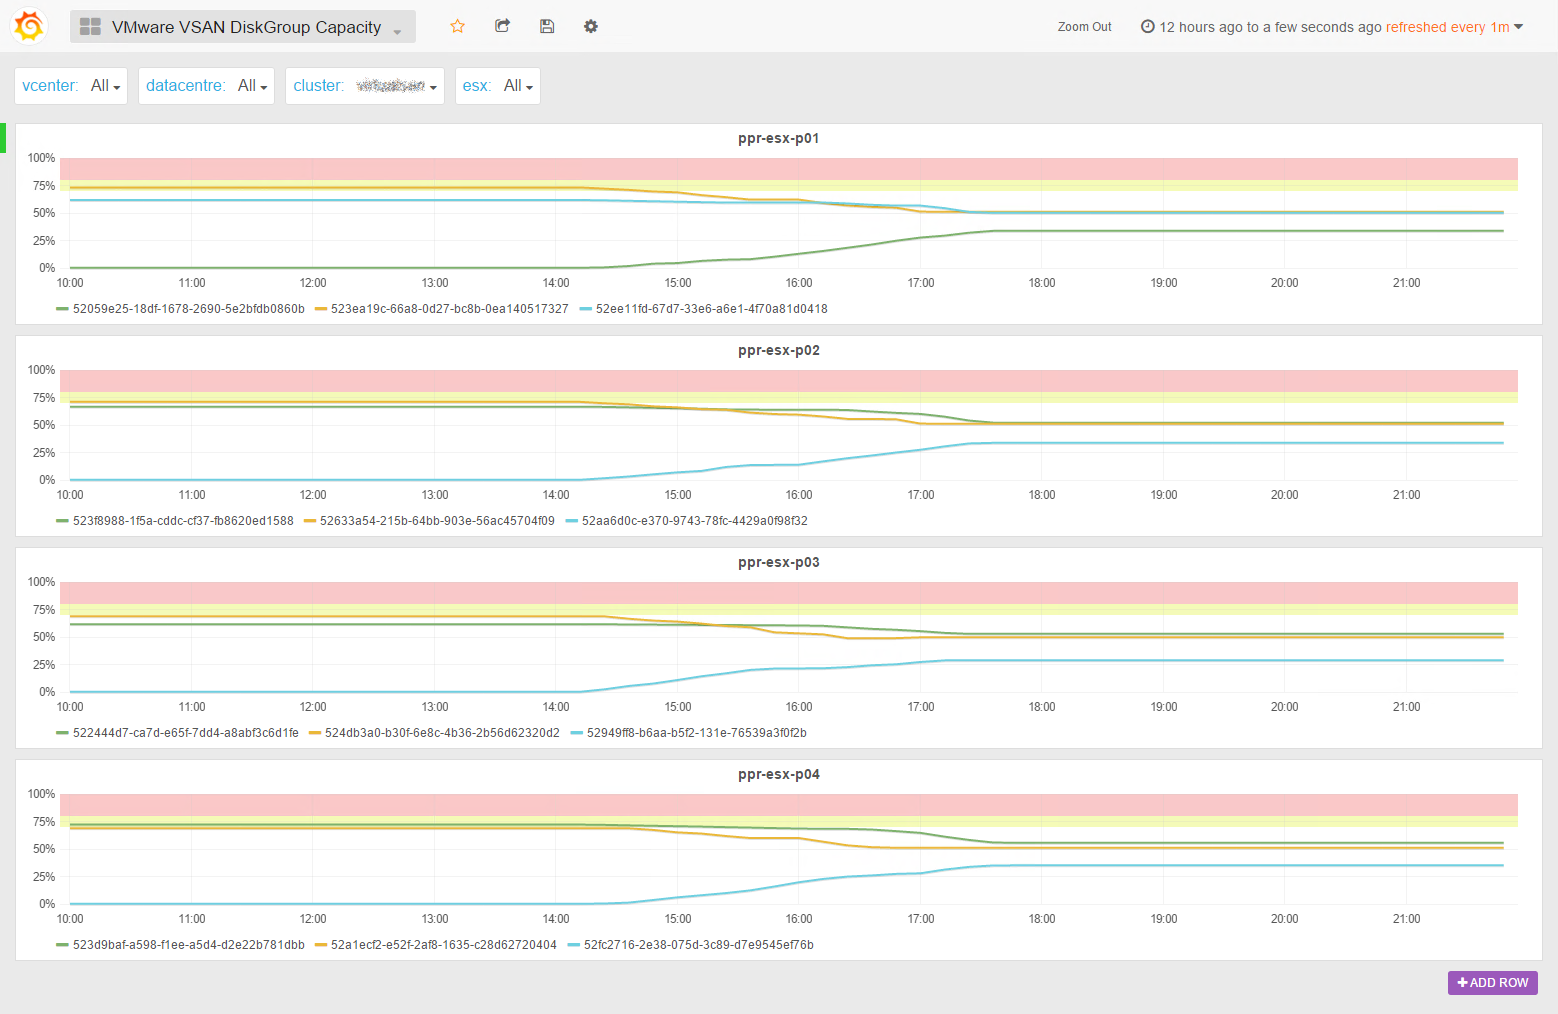 VMware VSAN DiskGroup Capacity
Zoom Out
12 hours ago to a few seconds ago refreshed every 1m
vcenter: All
datacentre: All
cluster:
esx: All
ppr-esx-p01
100%
75%
50%
25%
0%
10:00 11:00 12:00 13:00 14:00 15:00 16:00 17:00 18:00 19:00 20:00 21:00
52059e25-18df-1678-2690-5e2bfdb0860b 523ea19c-66a8-0d27-bc8b-0ea140517327 52ee11fd-67d7-33e6-a6e1-4f70a81d0418
ppr-esx-p02
100%
75%
50%
25%
0%
10:00 11:00 12:00 13:00 14:00 15:00 16:00 17:00 18:00 19:00 20:00 21:00
523f8988-1f5a-cddc-cf37-fb8620ed1588 52633a54-215b-64bb-903e-56ac45704f09 52aa6d0c-e370-9743-78fc-4429a0f98f32
ppr-esx-p03
100%
75%
50%
25%
0%
10:00 11:00 12:00 13:00 14:00 15:00 16:00 17:00 18:00 19:00 20:00 21:00
522444d7-ca7d-e65f-7dd4-a8abf3c6d1fe 524db3a0-b30f-6e8c-4b36-2b56d62320d2 52949ff8-b6aa-b5f2-131e-76539a3f0f2b
ppr-esx-p04
100%
75%
50%
25%
0%
10:00 11:00 12:00 13:00 14:00 15:00 16:00 17:00 18:00 19:00 20:00 21:00
523d9baf-a598-f1ee-a5d4-d2e22b781dbb 52a1ecf2-e52f-2af8-1635-c28d62720404 52fc2716-2e38-075d-3c89-d7e9545ef76b
ADD ROW